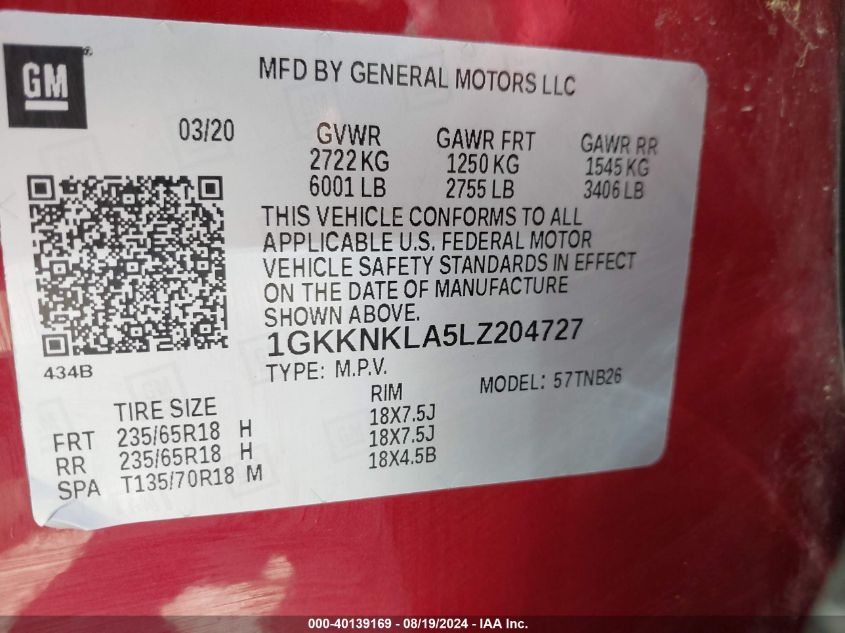 GM
MFD BY GENERAL MOTORS LLC
03/20
GVWR GAWR FRT GAWR RR
2722 KG 1250 KG 1545 KG
6001 LB 2755 LB 3406 LB
THIS VEHICLE CONFORMS TO ALL
APPLICABLE U.S. FEDERAL MOTOR
VEHICLE SAFETY STANDARDS IN EFFECT
ON THE DATE OF MANUFACTURE
SHOWN ABOVE.
1GKKNKLA5LZ204727
434B
TYPE: M.P.V. MODEL: 57TNB26
TIRE SIZE RIM
FRT 235/65R18 H 18X7.5J
RR 235/65R18 H 18X7.5J
SPA T135/70R18 M 18X4.5B
000-40139169 - 08/19/2024 - IAA Inc.